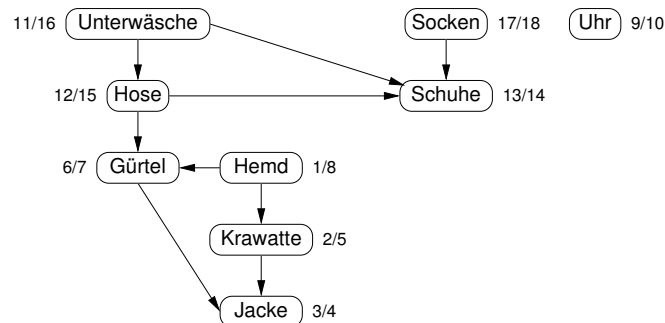 11/16 Unterwäsche Socken 17/18 Uhr 9/10
12/15 Hose Schuhe 13/14
6/7 Gürtel Hemd 1/8
Krawatte 2/5
Jacke 3/4